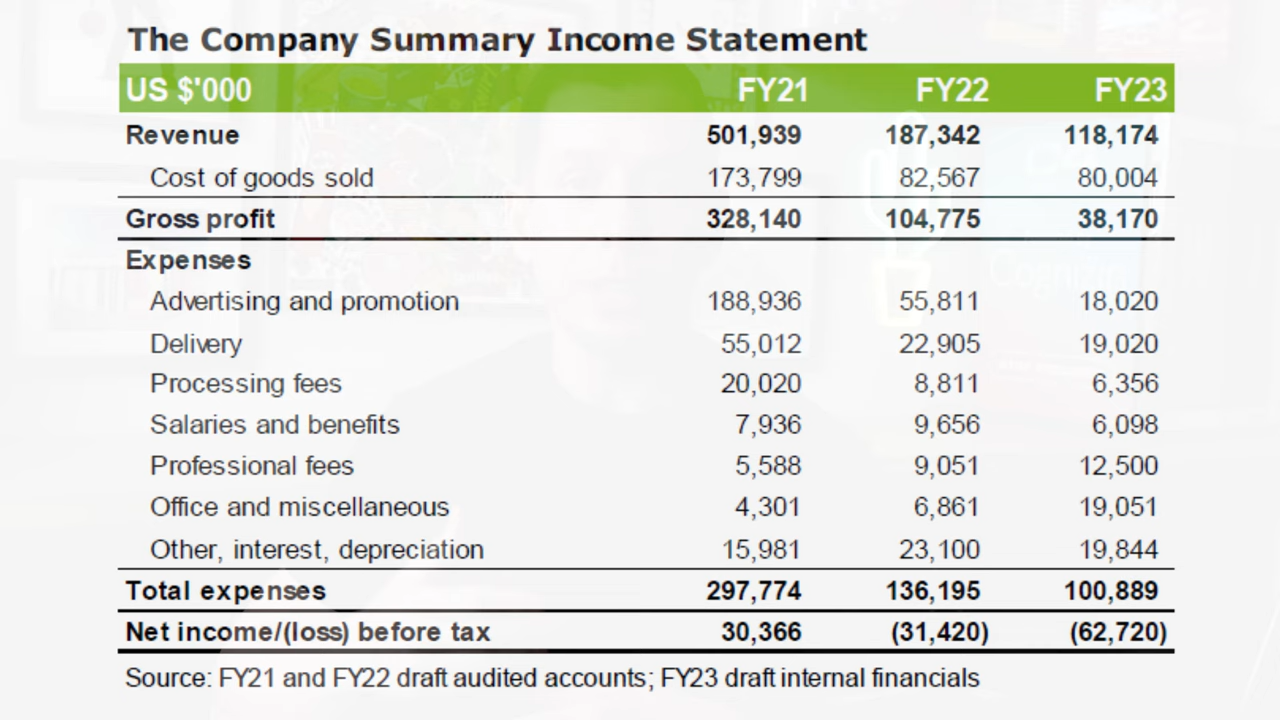 The Company Summary Income Statement
US $'000 FY21 FY22 FY23
Revenue 501,939 187,342 118,174
Cost of goods sold 173,799 82,567 80,004
Gross profit 328,140 104,775 38,170
Expenses
Advertising and promotion 188,936 55,811 18,020
Delivery 55,012 22,905 19,020
Processing fees 20,020 8,811 6,356
Salaries and benefits 7,936 9,656 6,098
Professional fees 5,588 9,051 12,500
Office and miscellaneous 4,301 6,861 19,051
Other, interest, depreciation 15,981 23,100 19,844
Total expenses 297,774 136,195 100,889
Net income/(loss) before tax 30,366 (31,420) (62,720)
Source: FY21 and FY22 draft audited accounts; FY23 draft internal financials